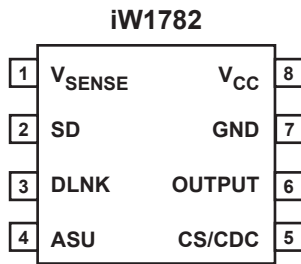 iW1782
1 VSENSE VCC 8
2 SD GND 7
3 DLNK OUTPUT 6
4 ASU CS/CDC 5